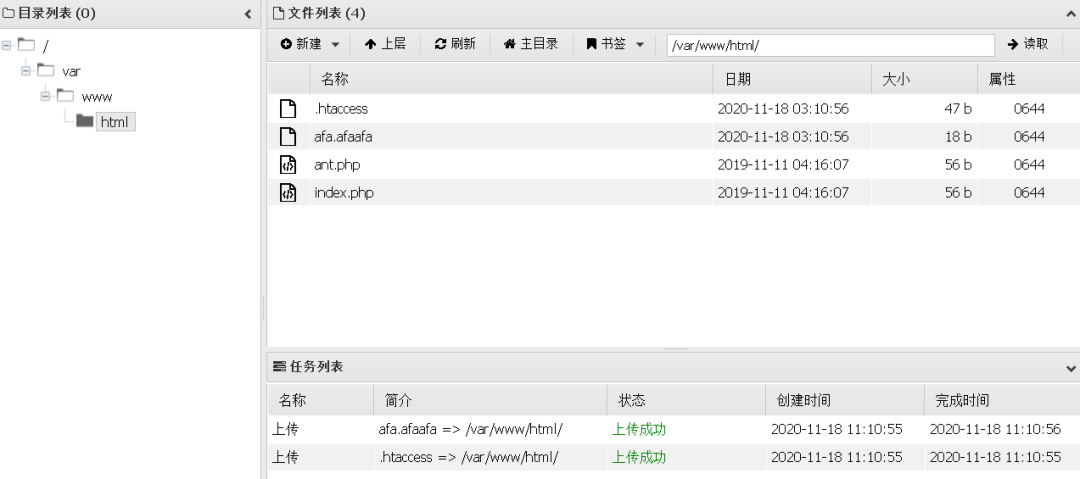 目录列表 (0)
/
var
www
html
文件列表 (4)
新建 上层 刷新 主目录 书签 /var/www/html/ 读取
名称 日期 大小 属性
.htaccess 2020-11-18 03:10:56 47 b 0644
afa.afaafa 2020-11-18 03:10:56 18 b 0644
ant.php 2019-11-11 04:16:07 56 b 0644
index.php 2019-11-11 04:16:07 56 b 0644
任务列表
名称 简介 状态 创建时间 完成时间
上传 afa.afaafa => /var/www/html/ 上传成功 2020-11-18 11:10:55 2020-11-18 11:10:56
上传 .htaccess => /var/www/html/ 上传成功 2020-11-18 11:10:55 2020-11-18 11:10:55